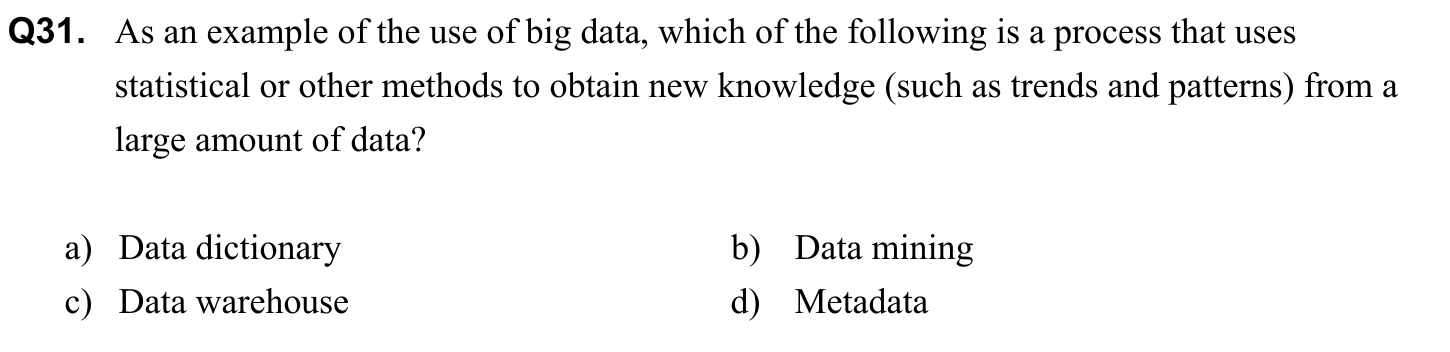 Q31. As an example of the use of big data, which of the following is a process that uses
statistical or other methods to obtain new knowledge (such as trends and patterns) from a
large amount of data?
a) Data dictionary b) Data mining
c) Data warehouse d) Metadata